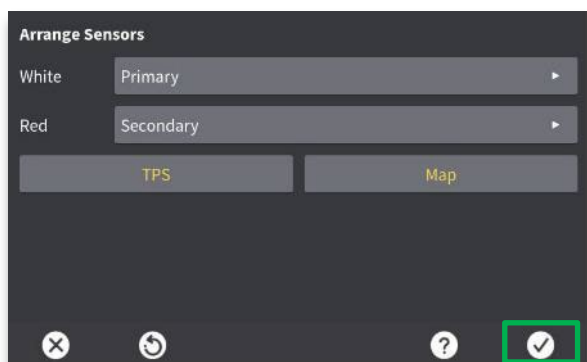 Arrange Sensors
White Primary
Red Secondary
TPS Map
?